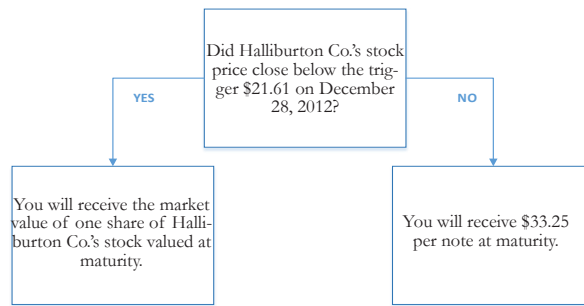 Did Halliburton Co.'s stock
price close below the trig-
ger $21.61 on December
28, 2012?
YES
NO
You will receive the market
value of one share of Halli-
burton Co.'s stock valued at
maturity.
You will receive $33.25
per note at maturity.